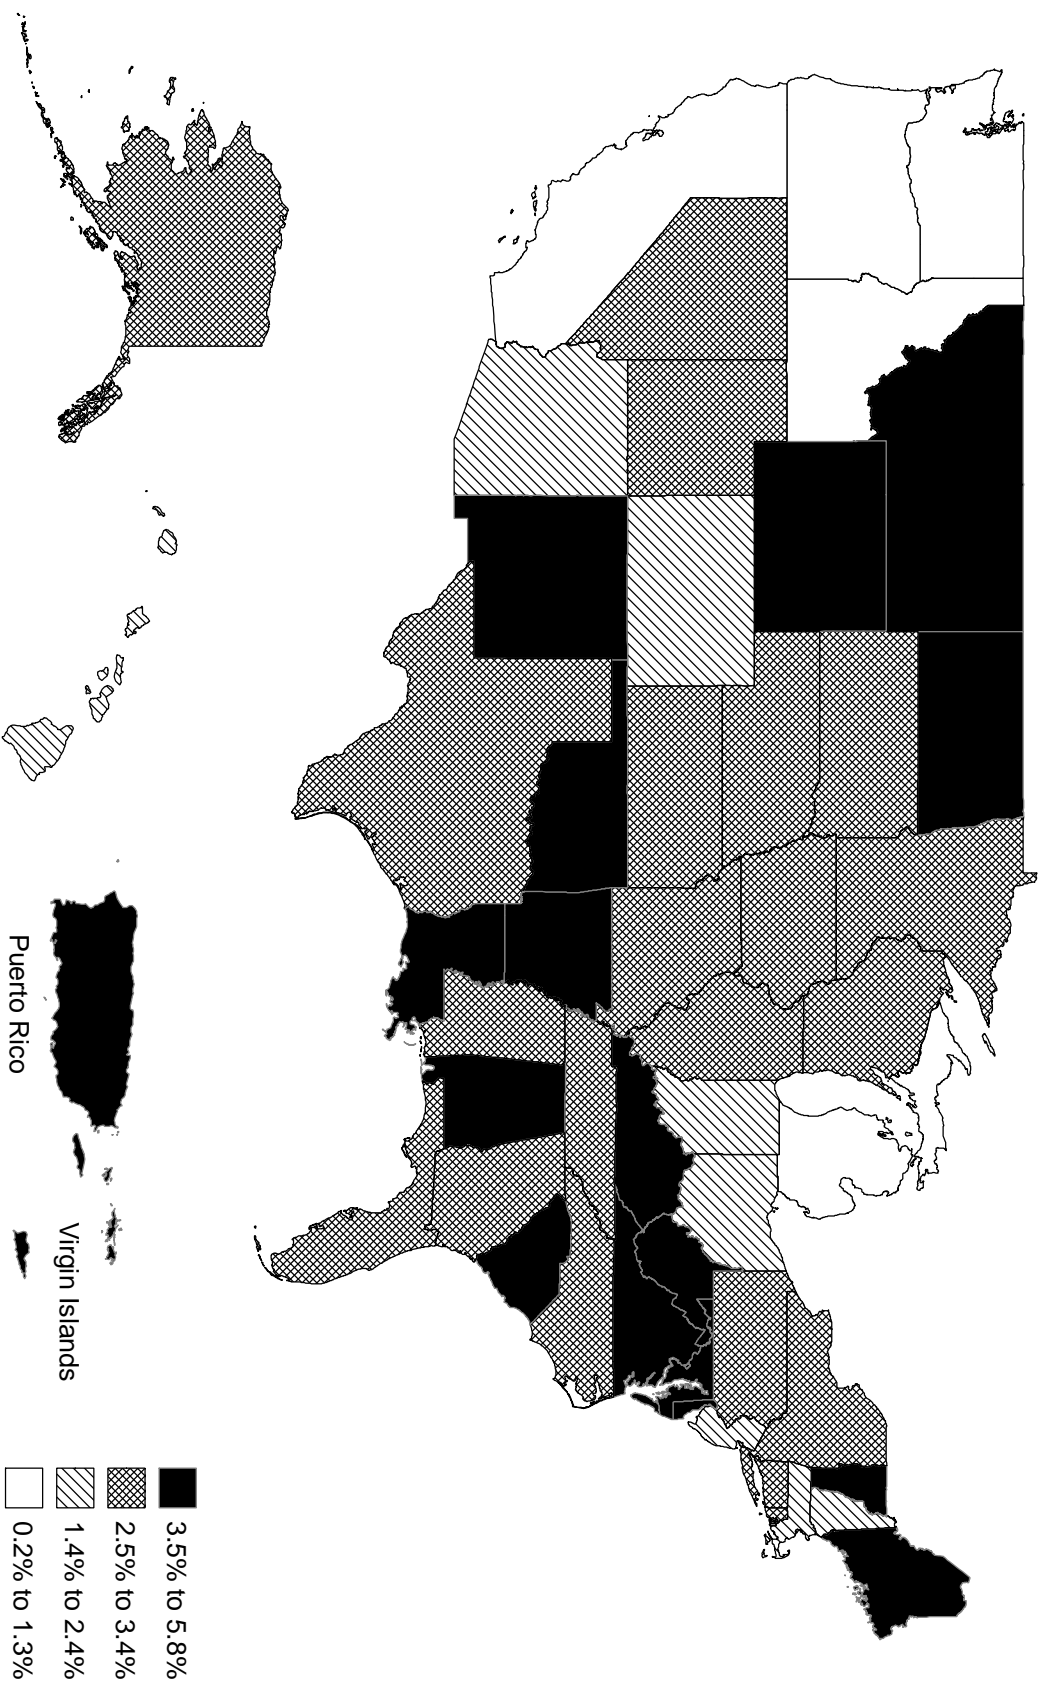 Puerto Rico
Virgin Islands
3.5% to 5.8%
2.5% to 3.4%
1.4% to 2.4%
0.2% to 1.3%